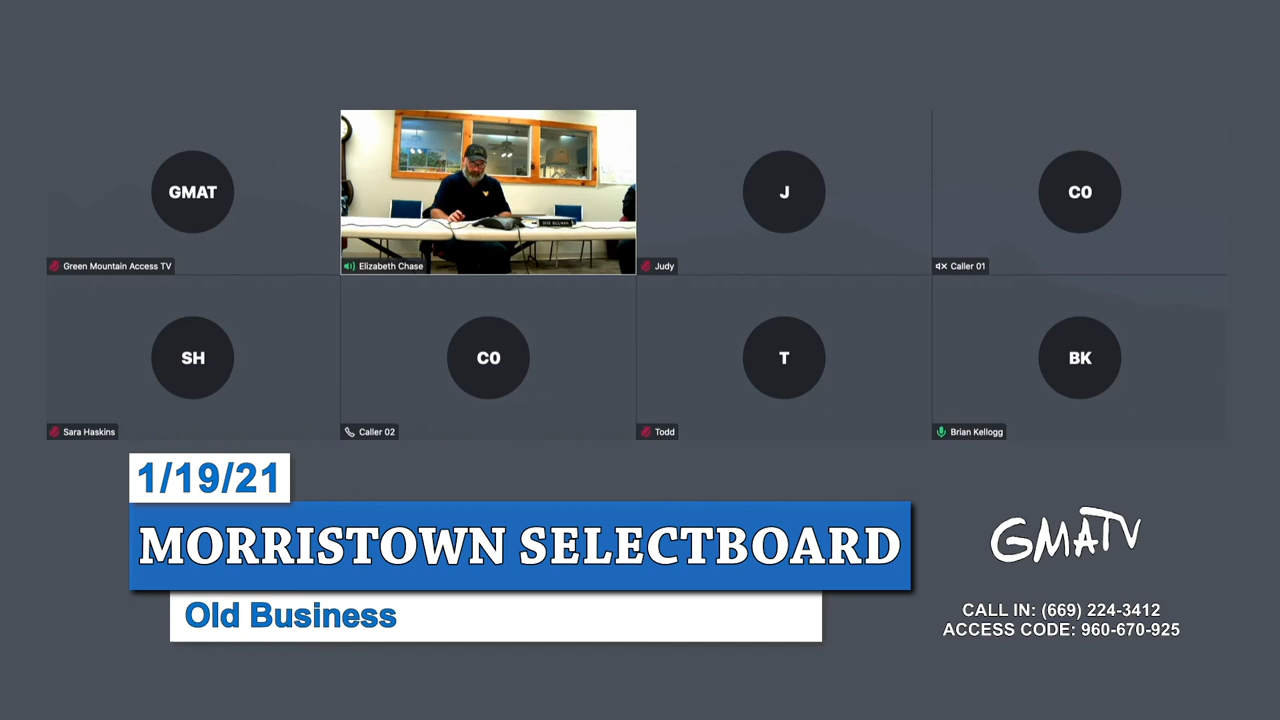 GMAT
J
C0
Green Mountain Access TV
Elizabeth Chase
Judy
Caller 01
SH
C0
T
BK
Sara Haskins
Caller 02
Todd
Brian Kellogg
1/19/21
MORRISTOWN SELECTBOARD
Old Business
GMATV
CALL IN: (669) 224-3412
ACCESS CODE: 960-670-925